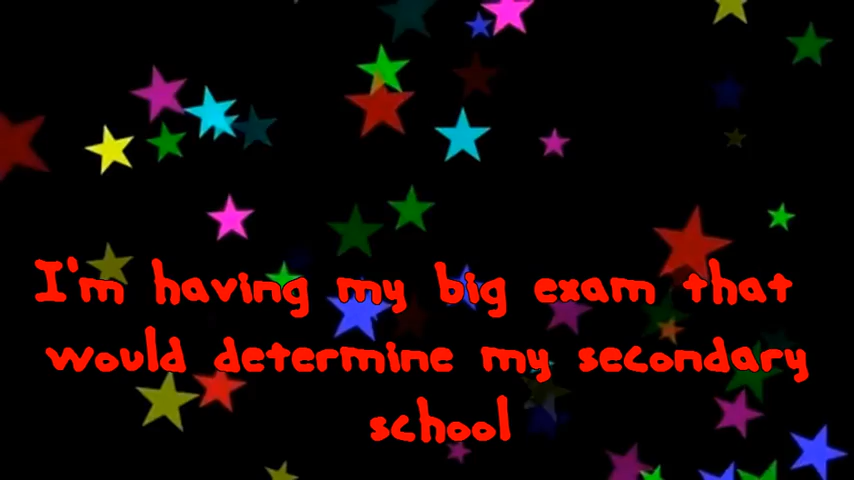 I'm having my big exam that
would determine my secondary
school